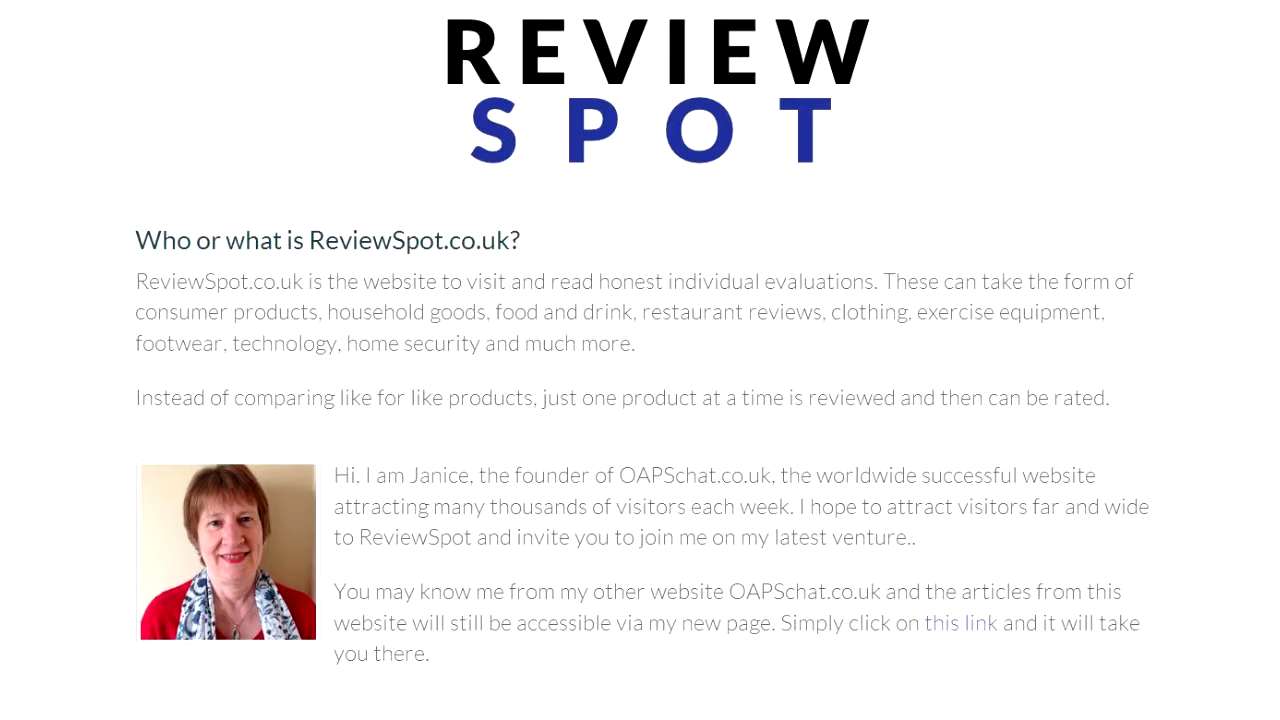 REVIEW
SPOT
Who or what is ReviewSpot.co.uk?
ReviewSpot.co.uk is the website to visit and read honest individual evaluations. These can take the form of
consumer products, household goods, food and drink, restaurant reviews, clothing, exercise equipment,
footwear, technology, home security and much more.
Instead of comparing like for like products, just one product at a time is reviewed and then can be rated.
Hi, I am Janice, the founder of OAPSchat.co.uk, the worldwide successful website
attracting many thousands of visitors each week. I hope to attract visitors far and wide
to ReviewSpot and invite you to join me on my latest venture..
You may know me from my other website OAPSchat.co.uk and the articles from this
website will still be accessible via my new page. Simply click on this link and it will take
you there.